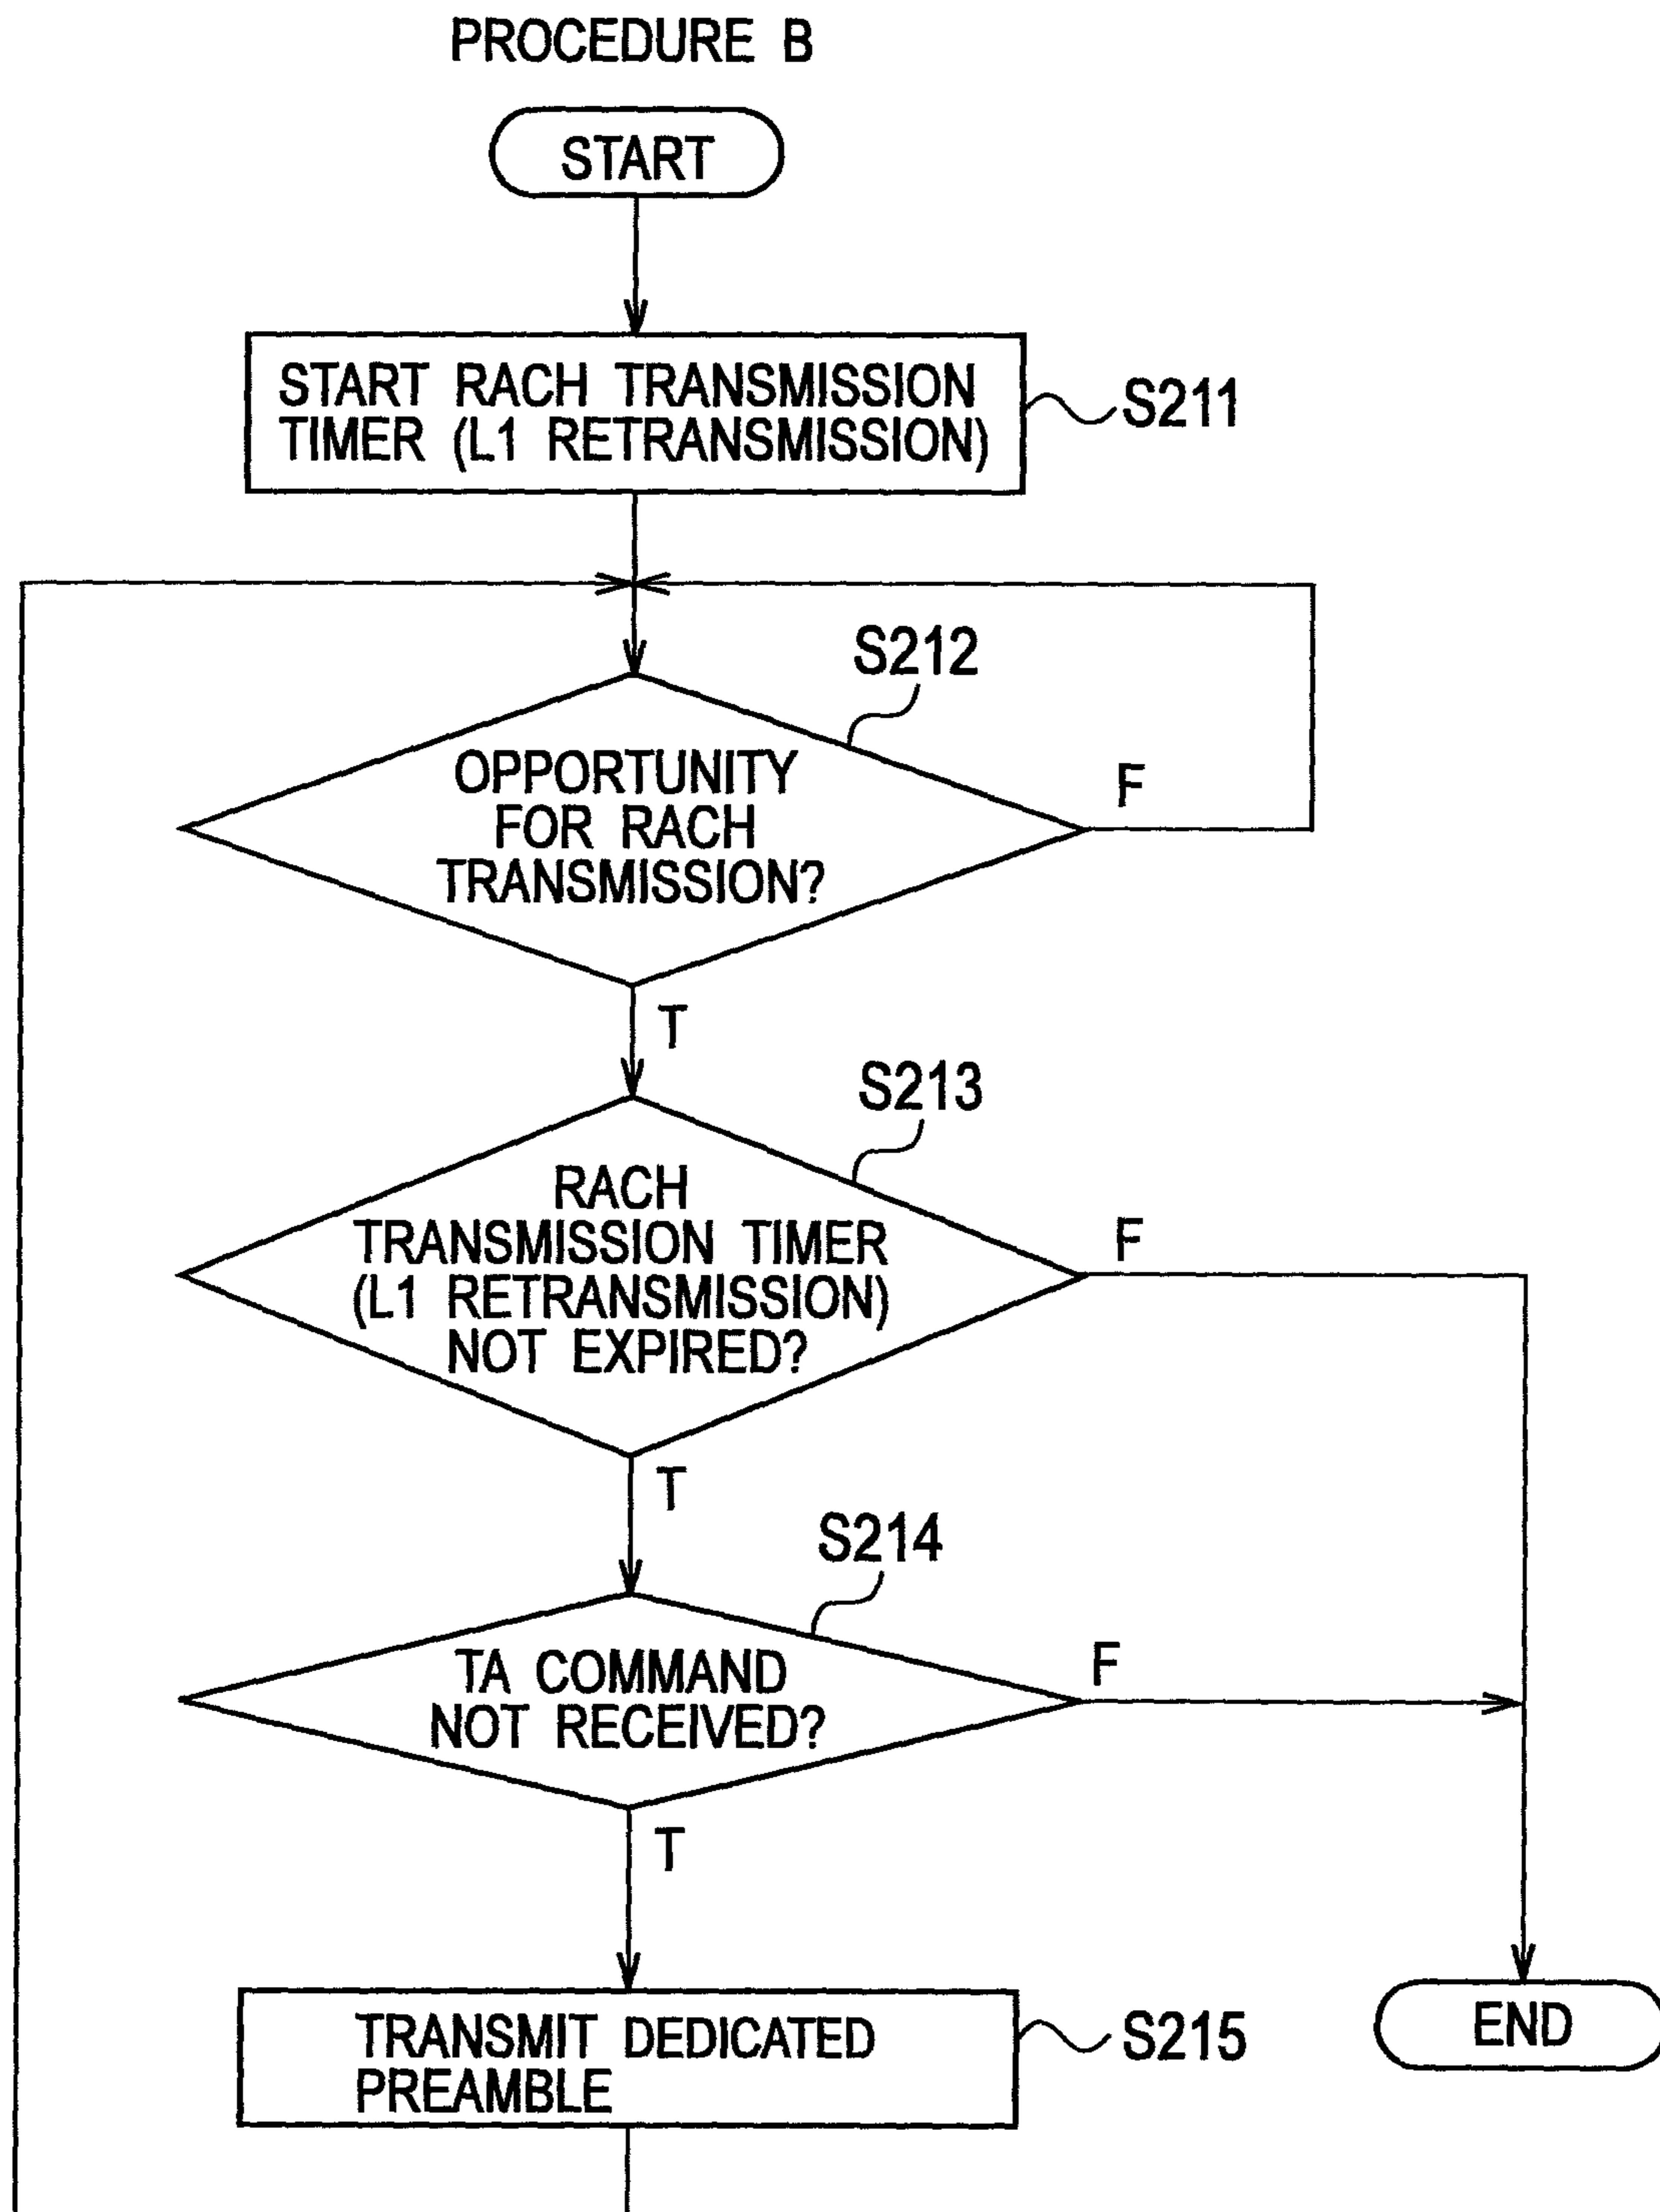 PROCEDURE B
START
START RACH TRANSMISSION
TIMER (L1 RETRANSMISSION)
S211
S212
OPPORTUNITY
FOR RACH
TRANSMISSION?
F
T
S213
RACH
TRANSMISSION TIMER
(L1 RETRANSMISSION)
NOT EXPIRED?
F
T
S214
TA COMMAND
NOT RECEIVED?
F
T
TRANSMIT DEDICATED
PREAMBLE
S215
END